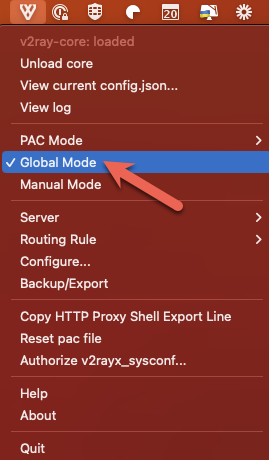 20
v2ray-core: loaded
Unload core
View current config.json...
View log
PAC Mode
✓ Global Mode
Manual Mode
Server
Routing Rule
Configure...
Backup/Export
Copy HTTP Proxy Shell Export Line
Reset pac file
Authorize v2rayx_sysconf...
Help
About
Quit